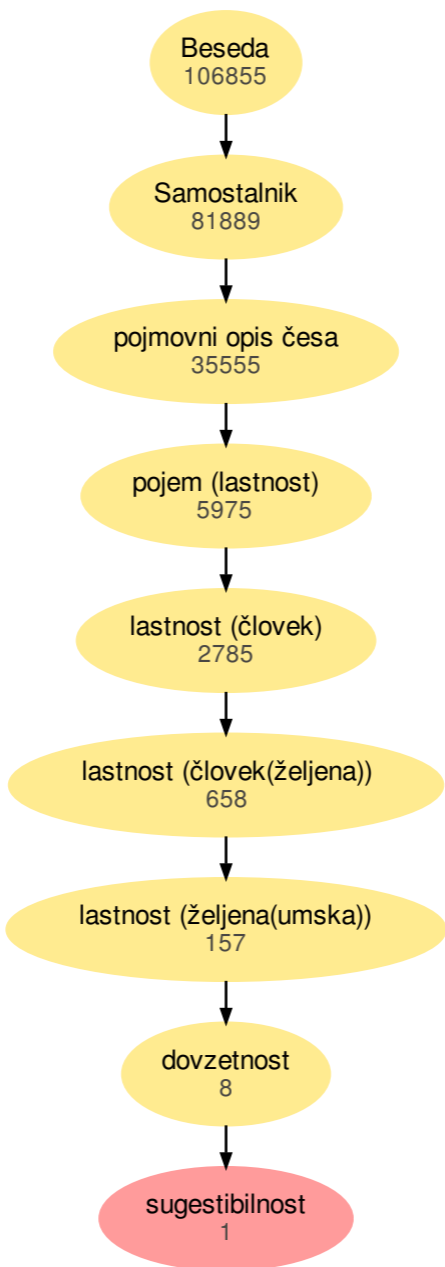 Beseda
106855
Samostalnik
81889
pojmovni opis česa
35555
pojem (lastnost)
5975
lastnost (človek)
2785
lastnost (človek(željena))
658
lastnost (željena(umska))
157
dovzetnost
8
sugestibilnost
1